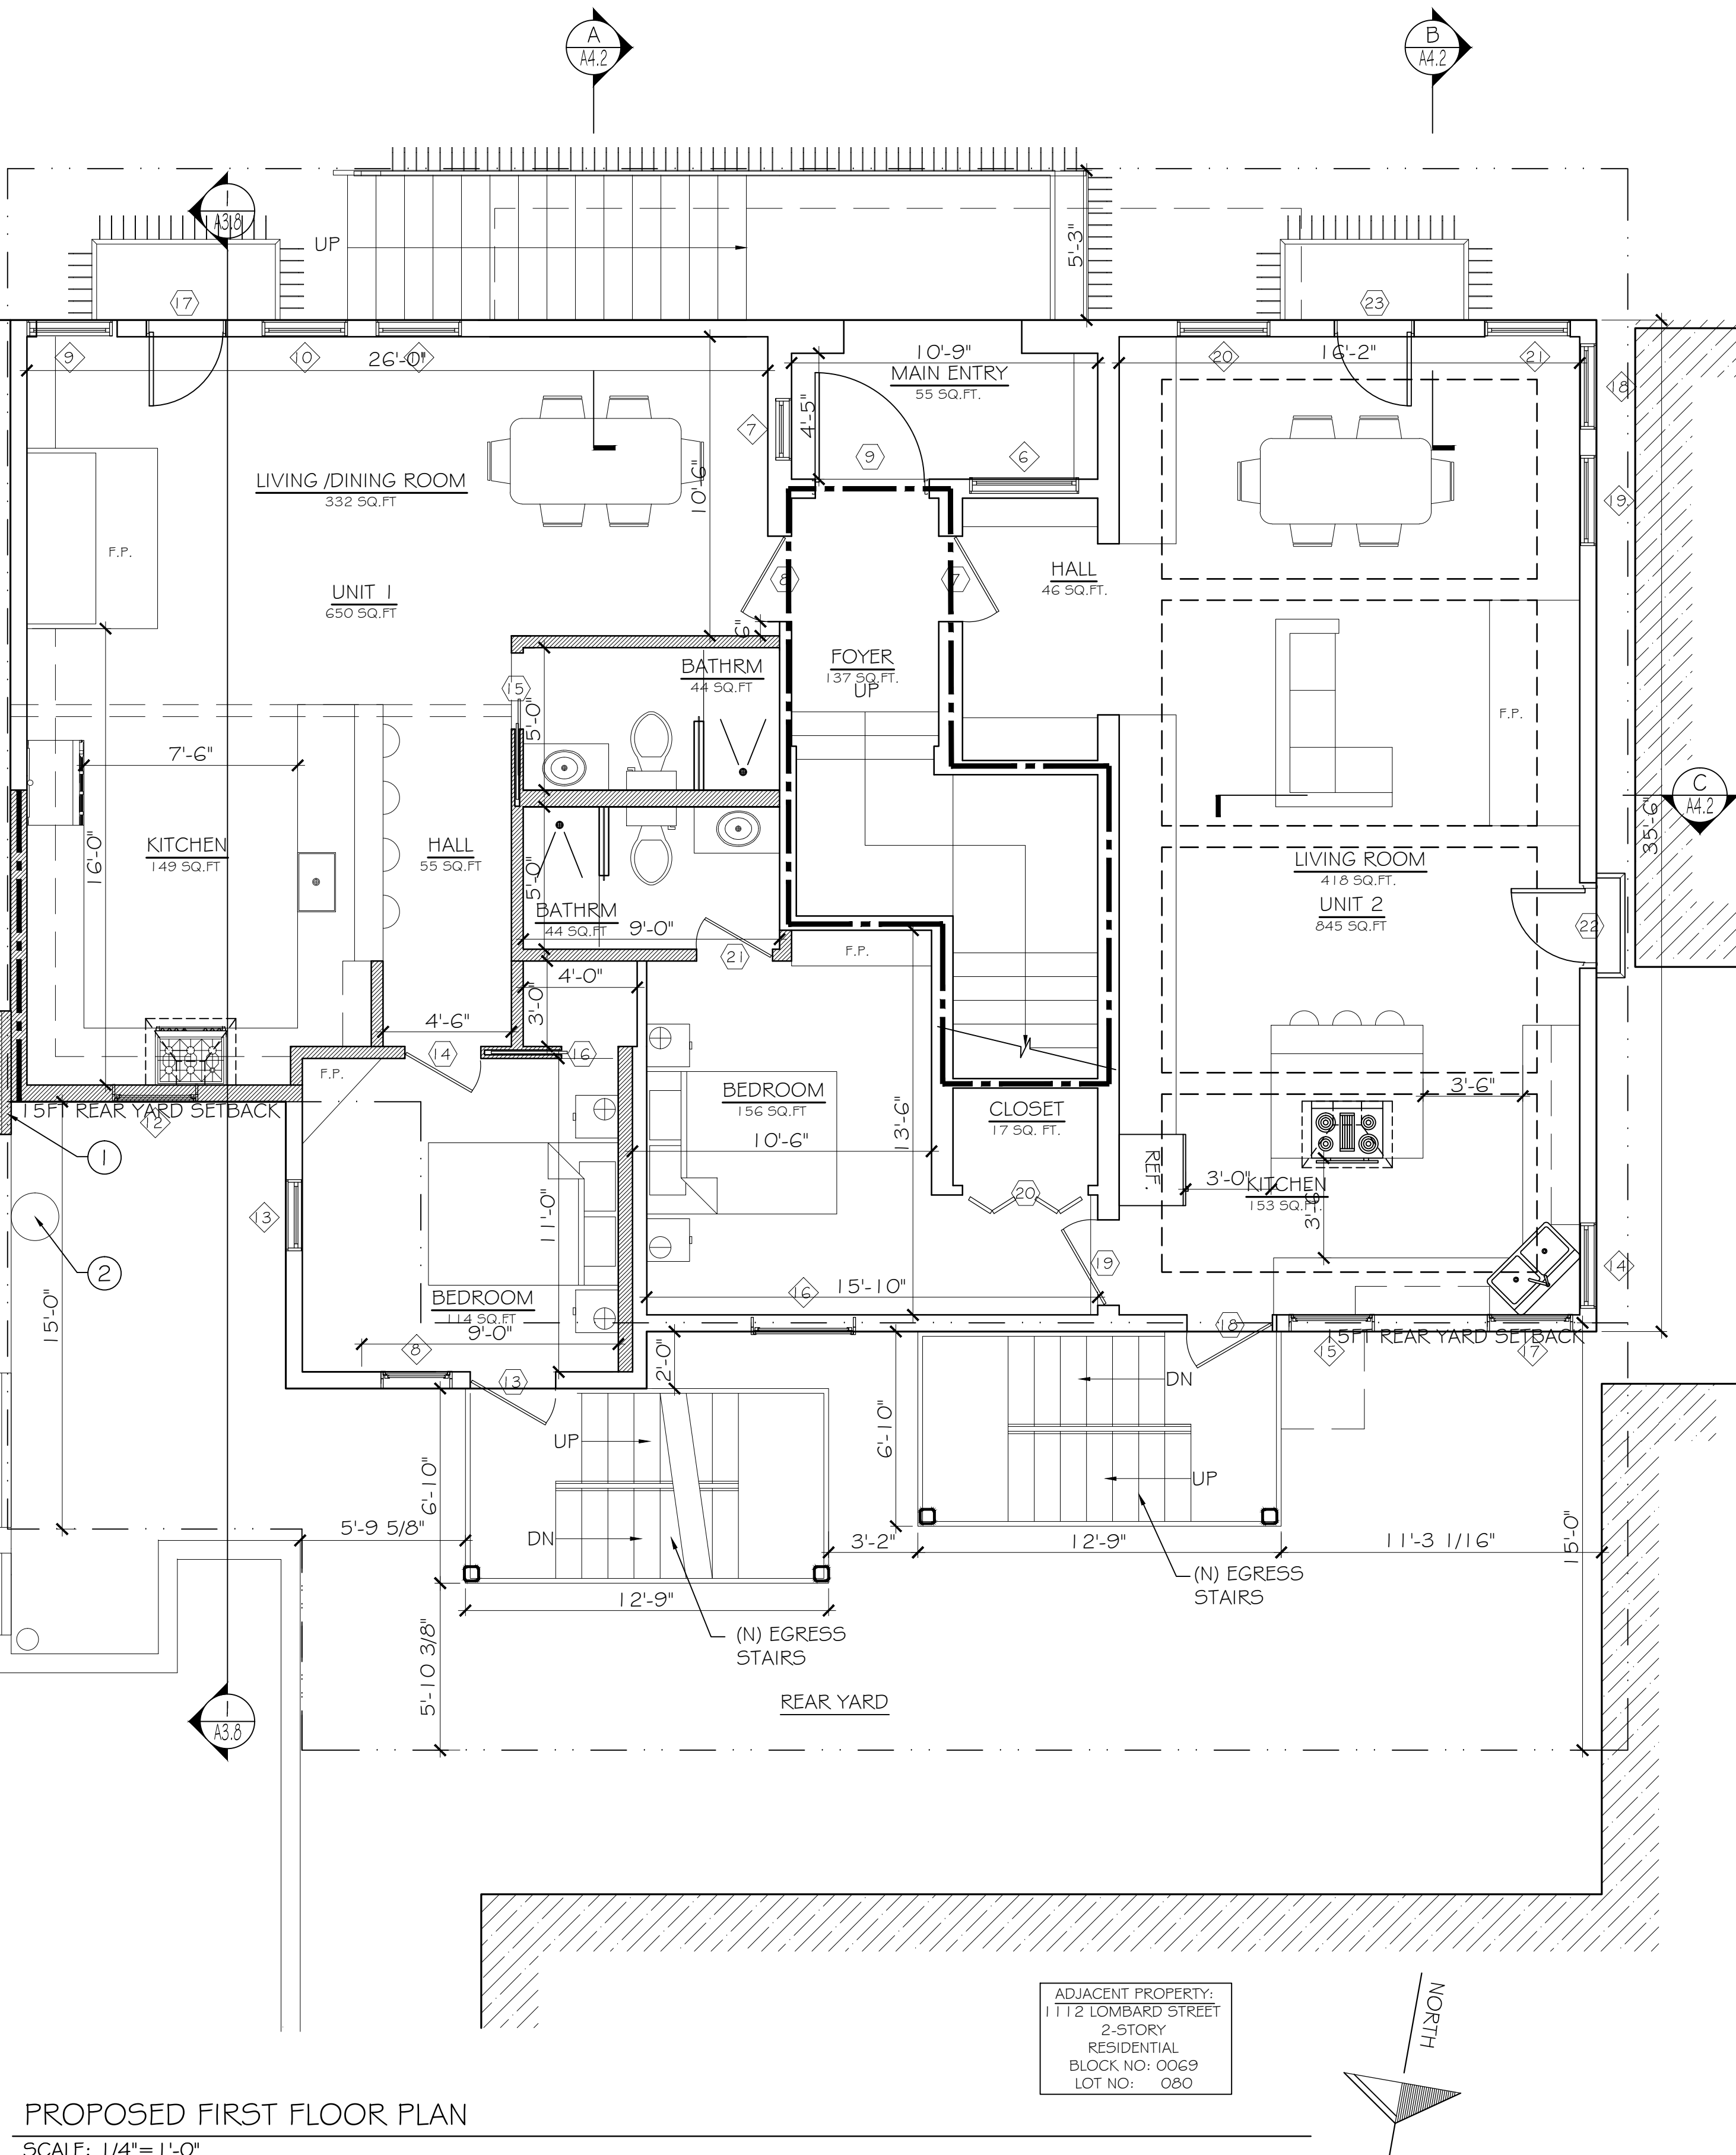 A
A4.2
B
A4.2
1
A3.8
UP
5'-3"
17
23
9
10
26'-0"
10'-9"
MAIN ENTRY
55 SQ.FT.
20
16'-2"
21
18
7
4'-5"
9
6
LIVING /DINING ROOM
332 SQ.FT
10'-6"
19
F.P.
UNIT 1
650 SQ.FT
8
7
HALL
46 SQ.FT.
6"
FOYER
137 SQ.FT.
UP
BATHRM
44 SQ.FT
15
5'-0"
F.P.
7'-6"
C
A4.2
35'-6"
KITCHEN
149 SQ.FT
16'-0"
HALL
55 SQ.FT
5'-0"
BATHRM
44 SQ.FT
9'-0"
21
F.P.
LIVING ROOM
418 SQ.FT.
UNIT 2
845 SQ.FT
22
4'-0"
3'-0"
4'-6"
14
16
F.P.
15FT REAR YARD SETBACK
12
1
BEDROOM
156 SQ.FT
10'-6"
13'-6"
CLOSET
17 SQ. FT.
3'-6"
REF.
3'-0"
KITCHEN
153 SQ.FT.
3'-6"
20
13
11'-0"
2
19
14
BEDROOM
114 SQ.FT
9'-0"
8
16
15'-10"
18
15FT REAR YARD SETBACK
15
17
15'-0"
13
2'-0"
DN
UP
6'-10"
UP
DN
6'-10"
5'-9 5/8"
3'-2"
12'-9"
11'-3 1/16"
15'-0"
(N) EGRESS
STAIRS
12'-9"
(N) EGRESS
STAIRS
5'-10 3/8"
1
A3.8
REAR YARD
ADJACENT PROPERTY:
1112 LOMBARD STREET
2-STORY
RESIDENTIAL
BLOCK NO: 0069
LOT NO: 080
NORTH
PROPOSED FIRST FLOOR PLAN
SCALE: 1/4"= 1'-0"